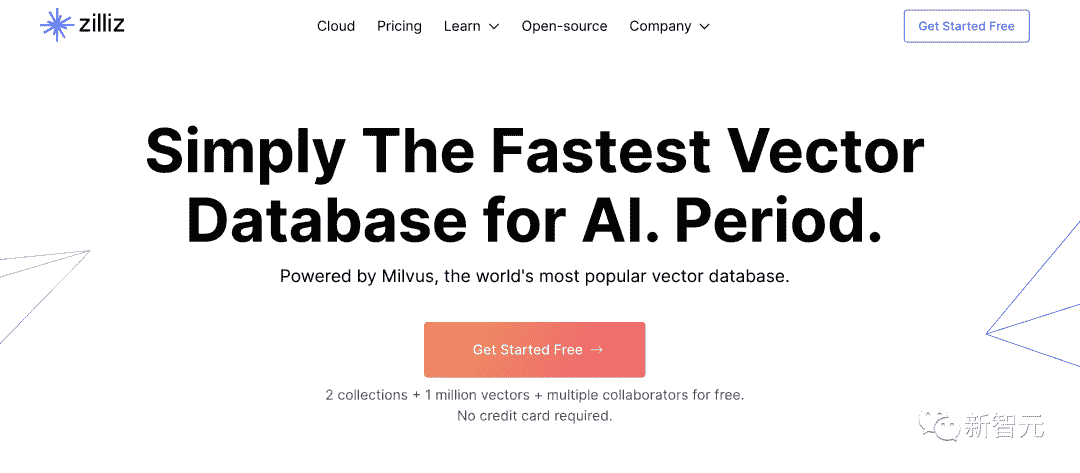 zilliz
Cloud Pricing Learn Open-source Company
Get Started Free
Simply The Fastest Vector
Database for AI. Period.
Powered by Milvus, the world's most popular vector database.
Get Started Free →
2 collections + 1 million vectors + multiple collaborators for free.
No credit card required.
新智元